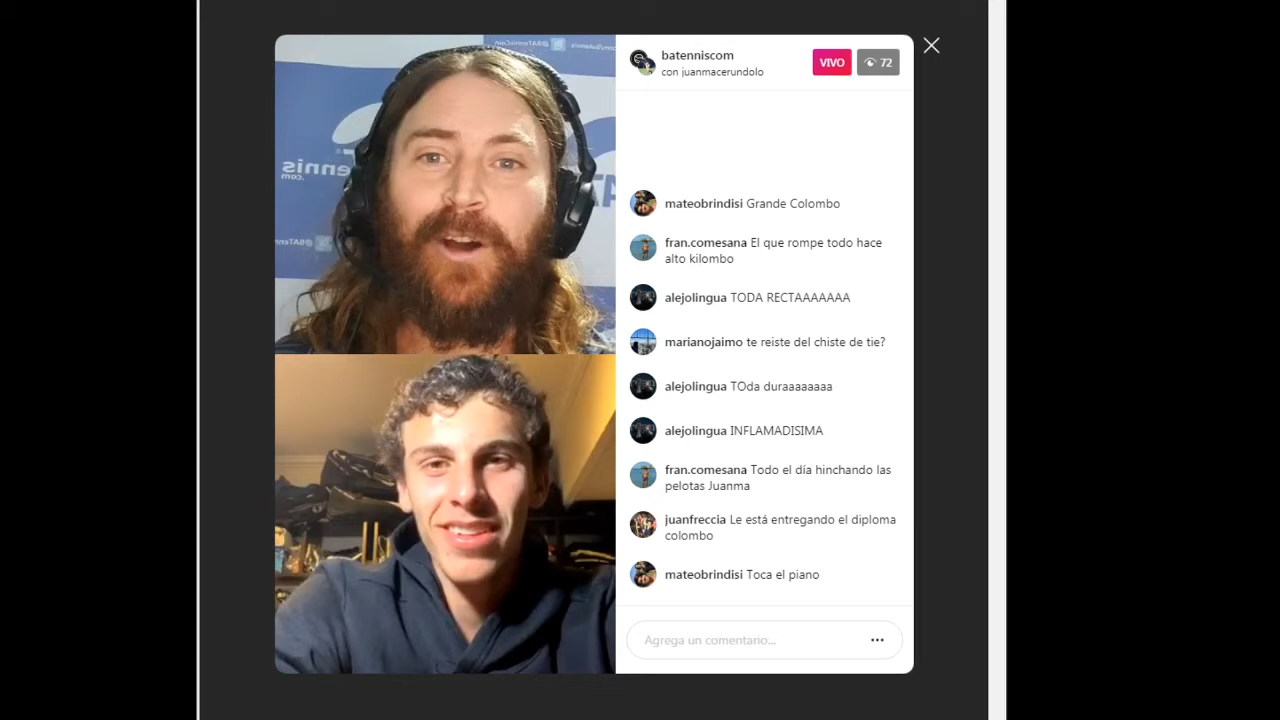 batenniscom
con juanmacerundolo
VIVO
72
mateobrindisi Grande Colombo
fran.comesana El que rompe todo hace
alto kilombo
alejolingua TODA RECTAAAAAAA
marianojaimo te reiste del chiste de tie?
alejolingua TOda duraaaaaaaa
alejolingua INFLAMADISIMA
fran.comesana Todo el día hinchando las
pelotas Juanma
juanfreccia Le está entregando el diploma
colombo
mateobrindisi Toca el piano
Agrega un comentario...